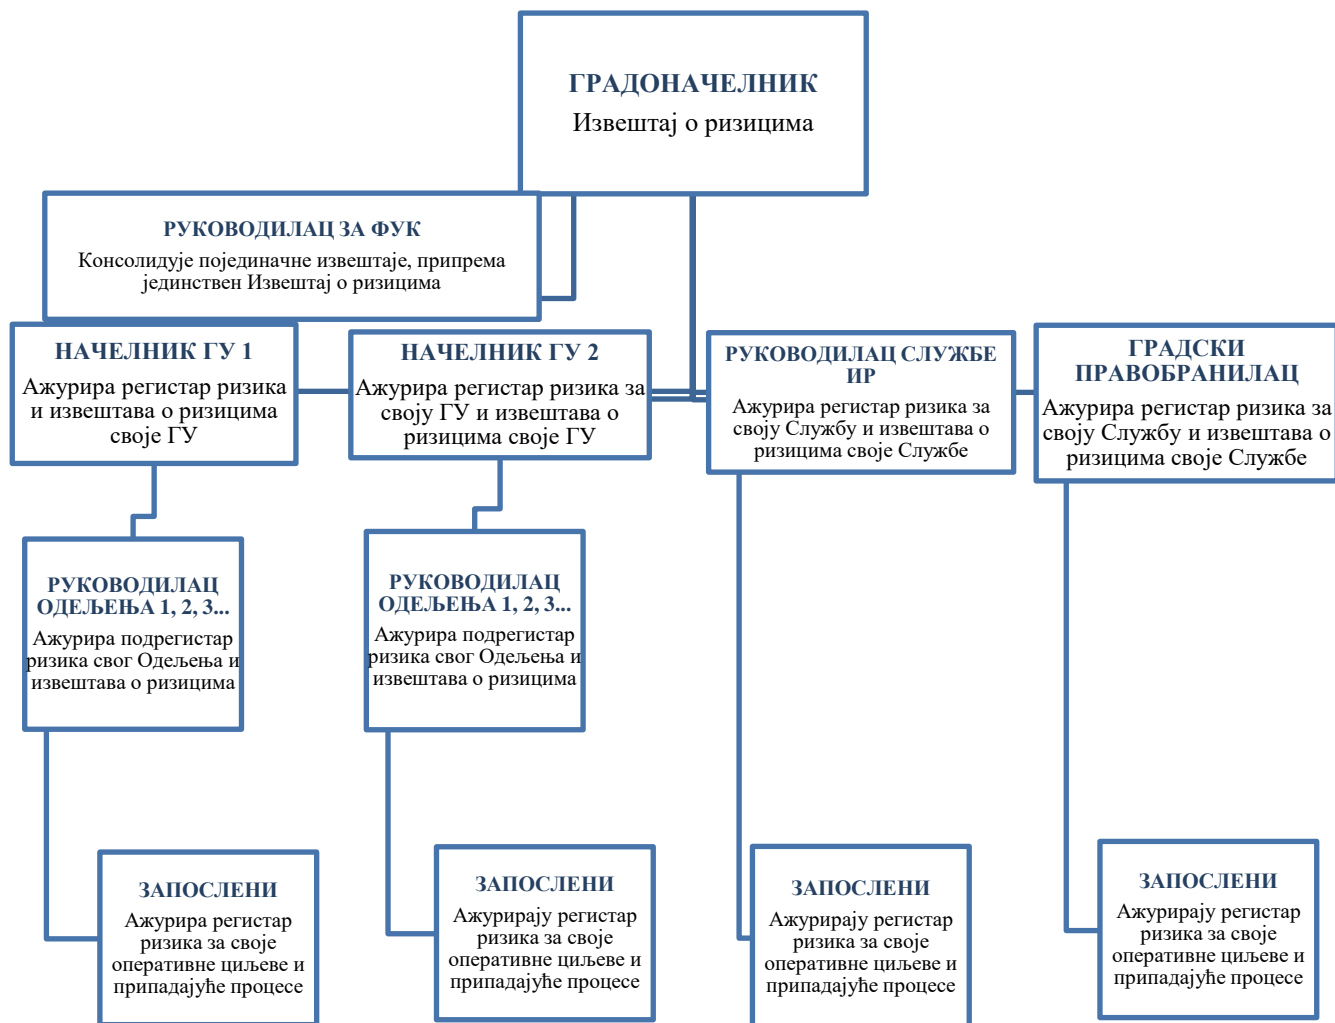 ГРАДОНАЧЕЛНИК
Извештај о ризицима
РУКОВОДИЛАЦ ЗА ФУК
Консолидује појединачне извештаје, припрема
јединствен Извештај о ризицима
НАЧЕЛНИК ГУ 1
Ажурира регистар ризика
и извештава о ризицима
своје ГУ
НАЧЕЛНИК ГУ 2
Ажурира регистар ризика за
своју ГУ и извештава о
ризицима своје ГУ
РУКОВОДИЛАЦ СЛУЖБЕ
ИР
Ажурира регистар ризика за
своју Службу и извештава о
ризицима своје Службе
ГРАДСКИ
ПРАВОБРАНИЛАЦ
Ажурира регистар ризика за
своју Службу и извештава о
ризицима своје Службе
РУКОВОДИЛАЦ
ОДЕЉЕЊА 1, 2, 3...
Ажурира подрегистар
ризика свог Одељења и
извештава о ризицима
РУКОВОДИЛАЦ
ОДЕЉЕЊА 1, 2, 3...
Ажурира подрегистар
ризика свог Одељења и
извештава о ризицима
ЗАПОСЛЕНИ
Ажурира регистар
ризика за своје
оперативне циљеве и
припадајуће процесе
ЗАПОСЛЕНИ
Ажурирају регистар
ризика за своје
оперативне циљеве и
припадајуће процесе
ЗАПОСЛЕНИ
Ажурирају регистар
ризика за своје
оперативне циљеве и
припадајуће процесе
ЗАПОСЛЕНИ
Ажурирају регистар
ризика за своје
оперативне циљеве и
припадајуће процесе